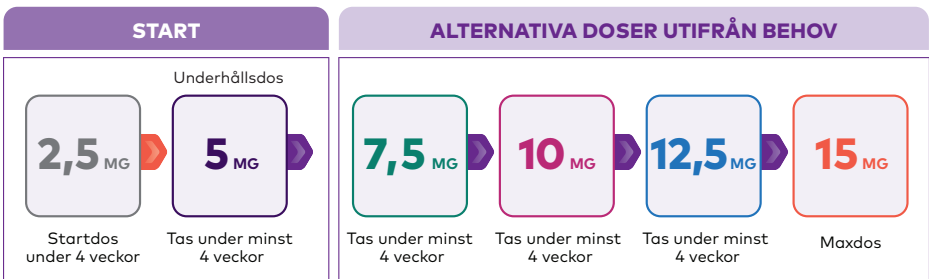 START
ALTERNATIVA DOSER UTIFRÅN BEHOV
Underhållsdos
2,5 MG
5 MG
7,5 MG
10 MG
12,5 MG
15 MG
Startdos
under 4 veckor
Tas under minst
4 veckor
Tas under minst
4 veckor
Tas under minst
4 veckor
Tas under minst
4 veckor
Maxdos